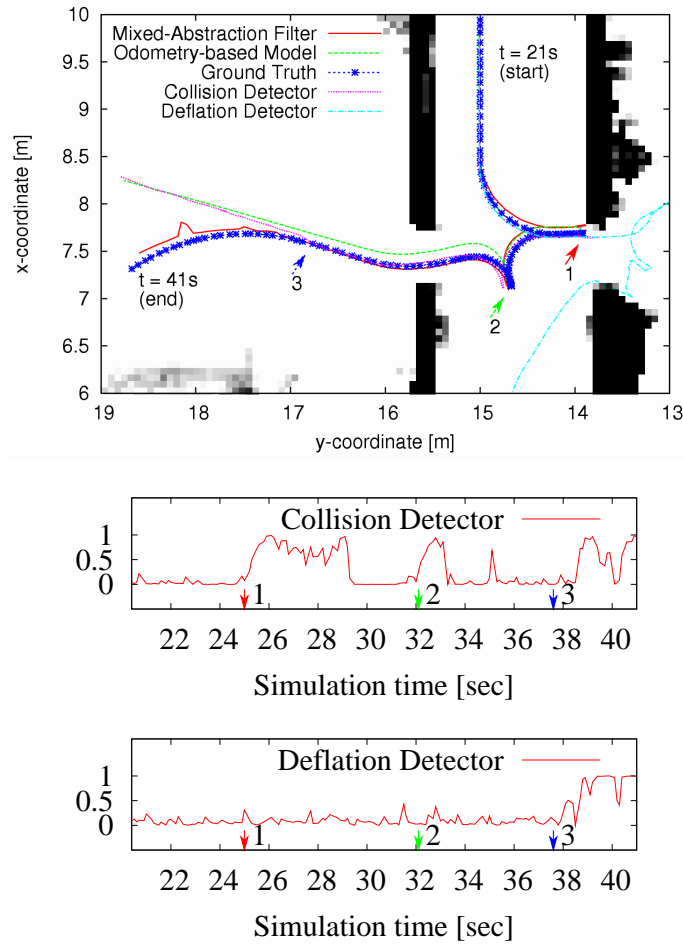 Mixed-Abstraction Filter
Odometry-based Model
Ground Truth
Collision Detector
Deflation Detector
t = 21s
(start)
10
9.5
9
8.5
8
7.5
7
6.5
6
x-coordinate [m]
1
2
3
t = 41s
(end)
19 18 17 16 15 14 13
y-coordinate [m]
Collision Detector
1
0.5
0
1 2 3
22 24 26 28 30 32 34 36 38 40
Simulation time [sec]
Deflation Detector
1
0.5
0
1 2 3
22 24 26 28 30 32 34 36 38 40
Simulation time [sec]